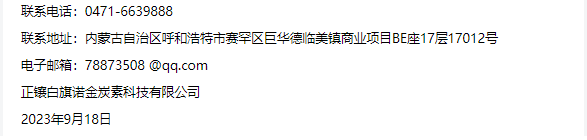 联系电话：0471-6639888
联系地址：内蒙古自治区呼和浩特市赛罕区巨华德临美镇商业项目BE座17层17012号
电子邮箱：78873508 @qq.com
正镶白旗诺金炭素科技有限公司
2023年9月18日